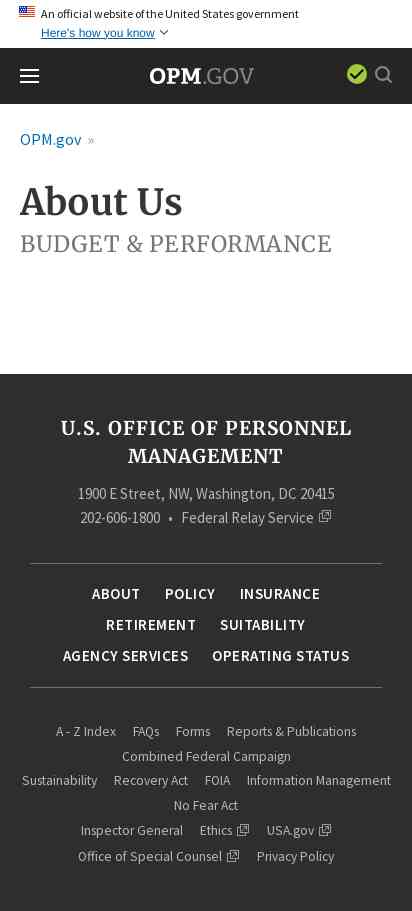 An official website of the United States government
Here's how you know
OPM.GOV
OPM.gov »
About Us
BUDGET & PERFORMANCE
U.S. OFFICE OF PERSONNEL
MANAGEMENT
1900 E Street, NW, Washington, DC 20415
202-606-1800 • Federal Relay Service
ABOUT POLICY INSURANCE
RETIREMENT SUITABILITY
AGENCY SERVICES OPERATING STATUS
A - Z Index FAQs Forms Reports & Publications
Combined Federal Campaign
Sustainability Recovery Act FOIA Information Management
No Fear Act
Inspector General Ethics USA.gov
Office of Special Counsel Privacy Policy